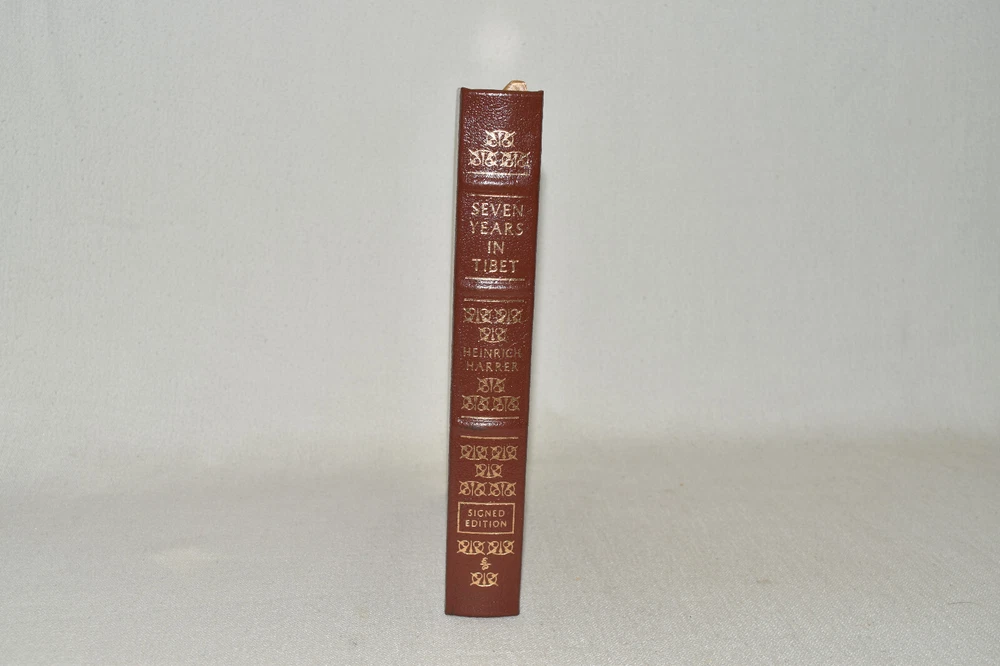 SEVEN
YEARS
IN
TIBET
HEINRICH
HARRER
SIGNED
EDITION